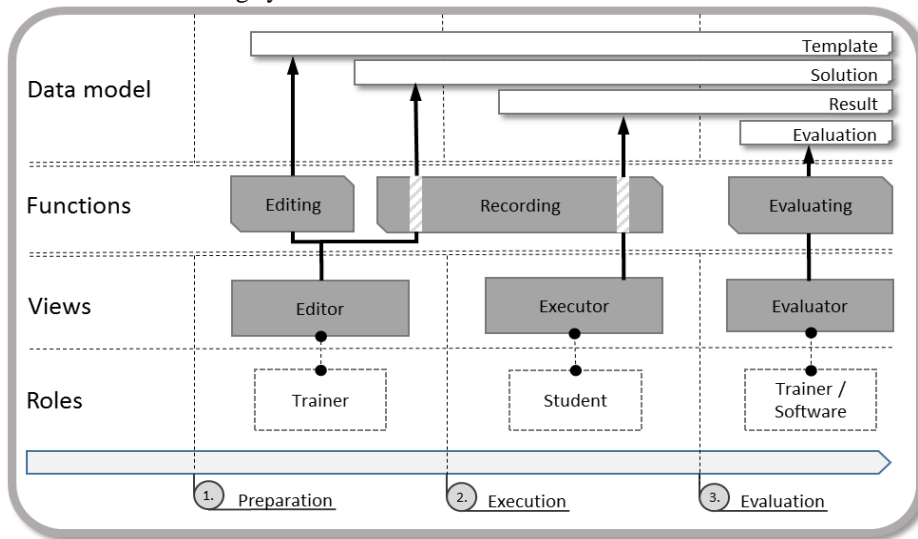 Template
Solution
Data model
Result
Evaluation
Functions
Editing
Recording
Evaluating
Views
Editor
Executor
Evaluator
Roles
Trainer
Student
Trainer /
Software
1. Preparation
2. Execution
3. Evaluation